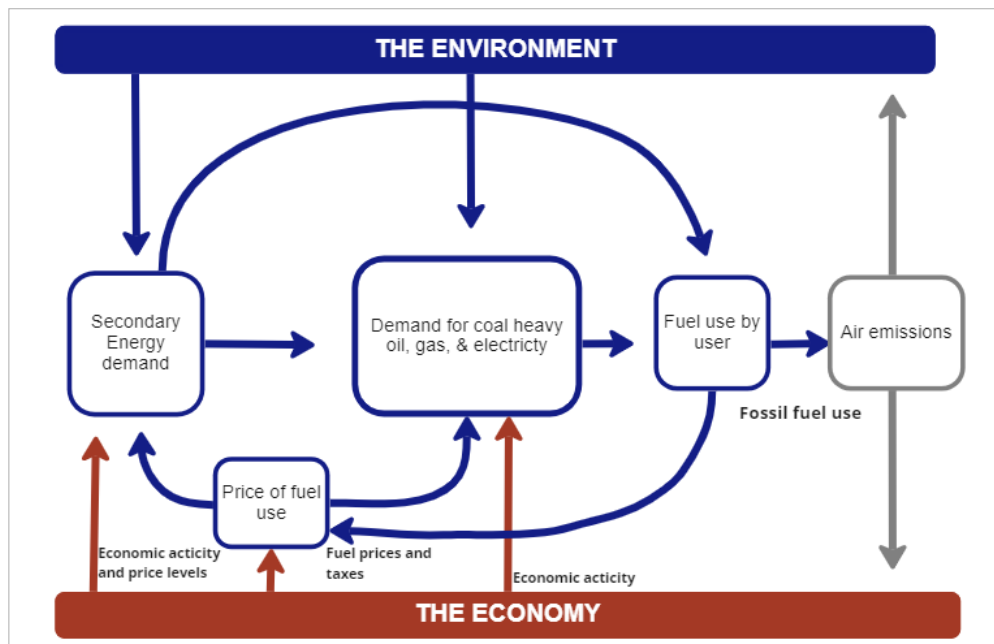 THE ENVIRONMENT
Secondary
Energy
demand
Demand for coal heavy
oil, gas, & electricty
Fuel use by
user
Air emissions
Fossil fuel use
Price of fuel
use
Economic acticity
and price levels
Fuel prices and
taxes
Economic acticity
THE ECONOMY